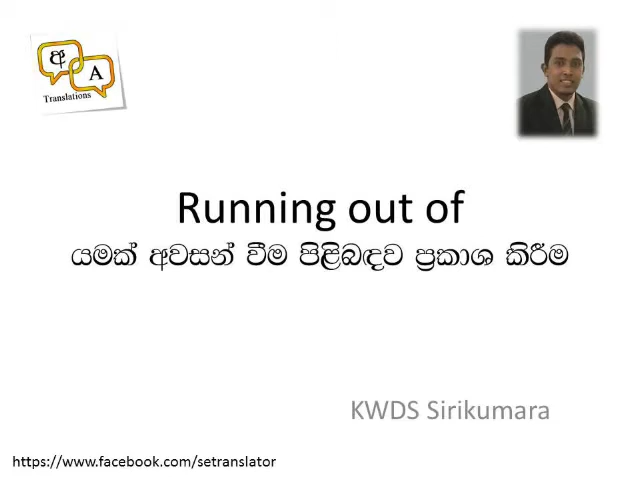 අ
A
Translations
Running out of
යමක් අවසන් වීම පිළිබඳව ප්‍රකාශ කිරීම
KWDS Sirikumara
https://www.facebook.com/setranslator